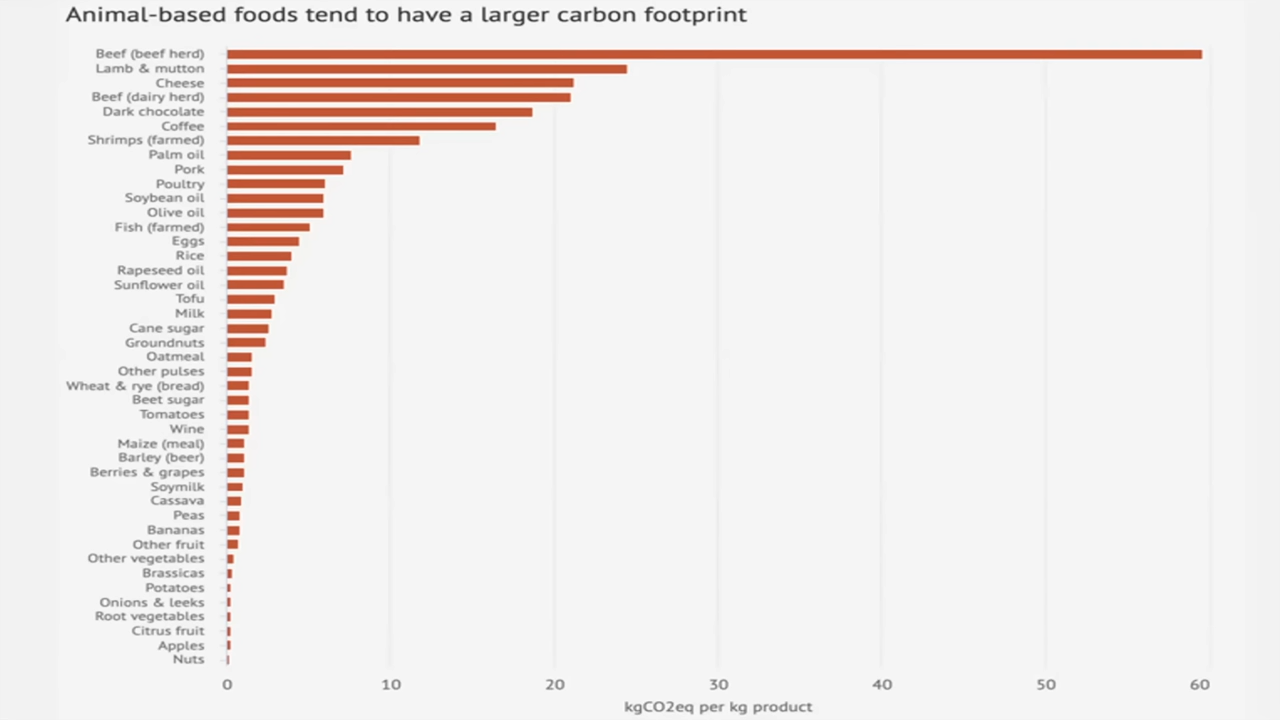 Animal-based foods tend to have a larger carbon footprint
Beef (beef herd)
Lamb & mutton
Cheese
Beef (dairy herd)
Dark chocolate
Coffee
Shrimps (farmed)
Palm oil
Pork
Poultry
Soybean oil
Olive oil
Fish (farmed)
Eggs
Rice
Rapeseed oil
Sunflower oil
Tofu
Milk
Cane sugar
Groundnuts
Oatmeal
Other pulses
Wheat & rye (bread)
Beet sugar
Tomatoes
Wine
Maize (meal)
Barley (beer)
Berries & grapes
Soymilk
Cassava
Peas
Bananas
Other fruit
Other vegetables
Brassicas
Potatoes
Onions & leeks
Root vegetables
Citrus fruit
Apples
Nuts
0 10 20 30 40 50 60
kgCO2eq per kg product